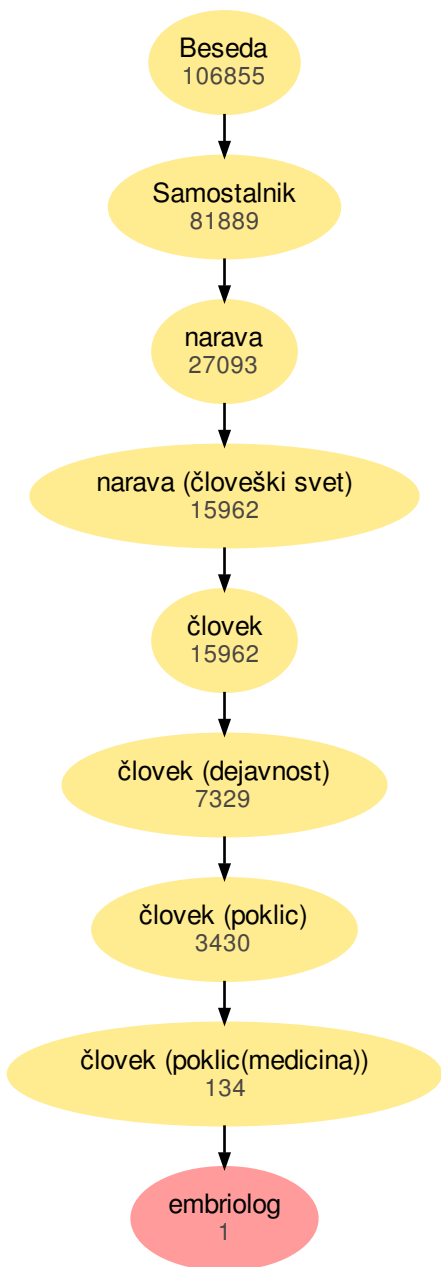 Beseda
106855
Samostalnik
81889
narava
27093
narava (človeški svet)
15962
človek
15962
človek (dejavnost)
7329
človek (poklic)
3430
človek (poklic(medicina))
134
embriolog
1